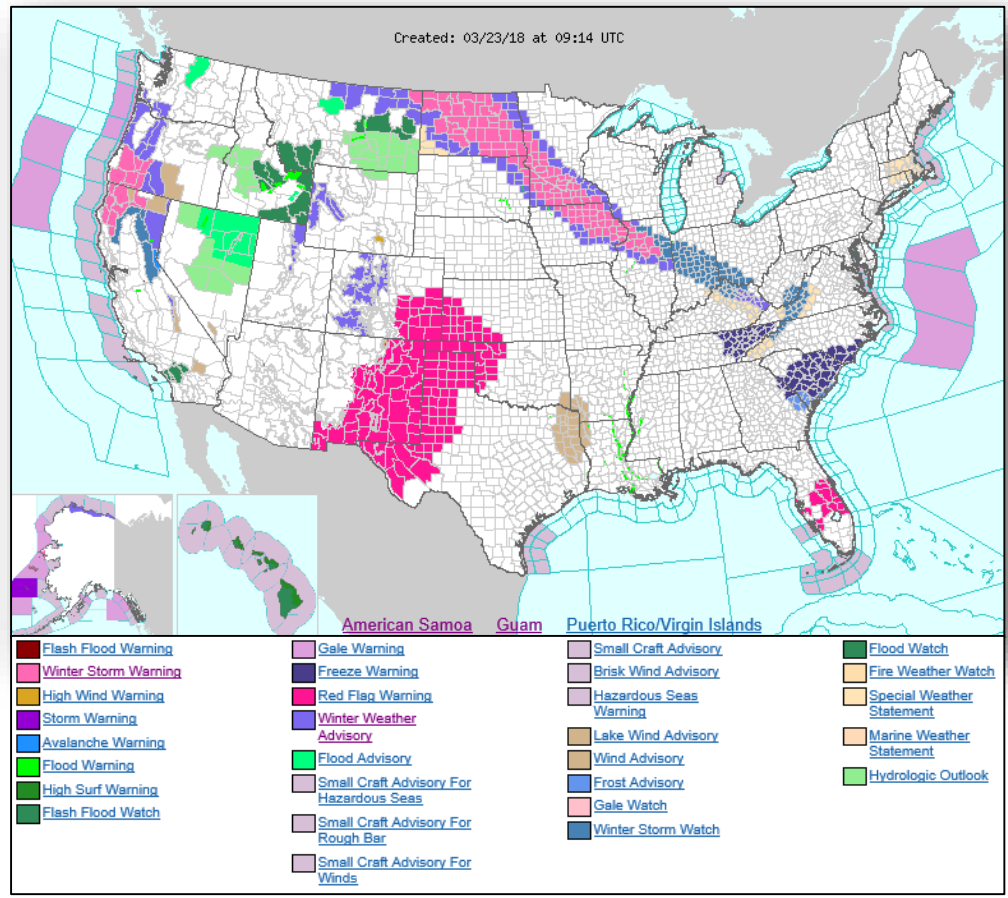 Created: 03/23/18 at 09:14 UTC
American Samoa Guam Puerto Rico/Virgin Islands
Flash Flood Warning
Winter Storm Warning
High Wind Warning
Storm Warning
Avalanche Warning
Flood Warning
High Surf Warning
Flash Flood Watch
Gale Warning
Freeze Warning
Red Flag Warning
Winter Weather
Advisory
Flood Advisory
Small Craft Advisory For
Hazardous Seas
Small Craft Advisory For
Rough Bar
Small Craft Advisory For
Winds
Small Craft Advisory
Brisk Wind Advisory
Hazardous Seas
Warning
Lake Wind Advisory
Wind Advisory
Frost Advisory
Gale Watch
Winter Storm Watch
Flood Watch
Fire Weather Watch
Special Weather
Statement
Marine Weather
Statement
Hydrologic Outlook